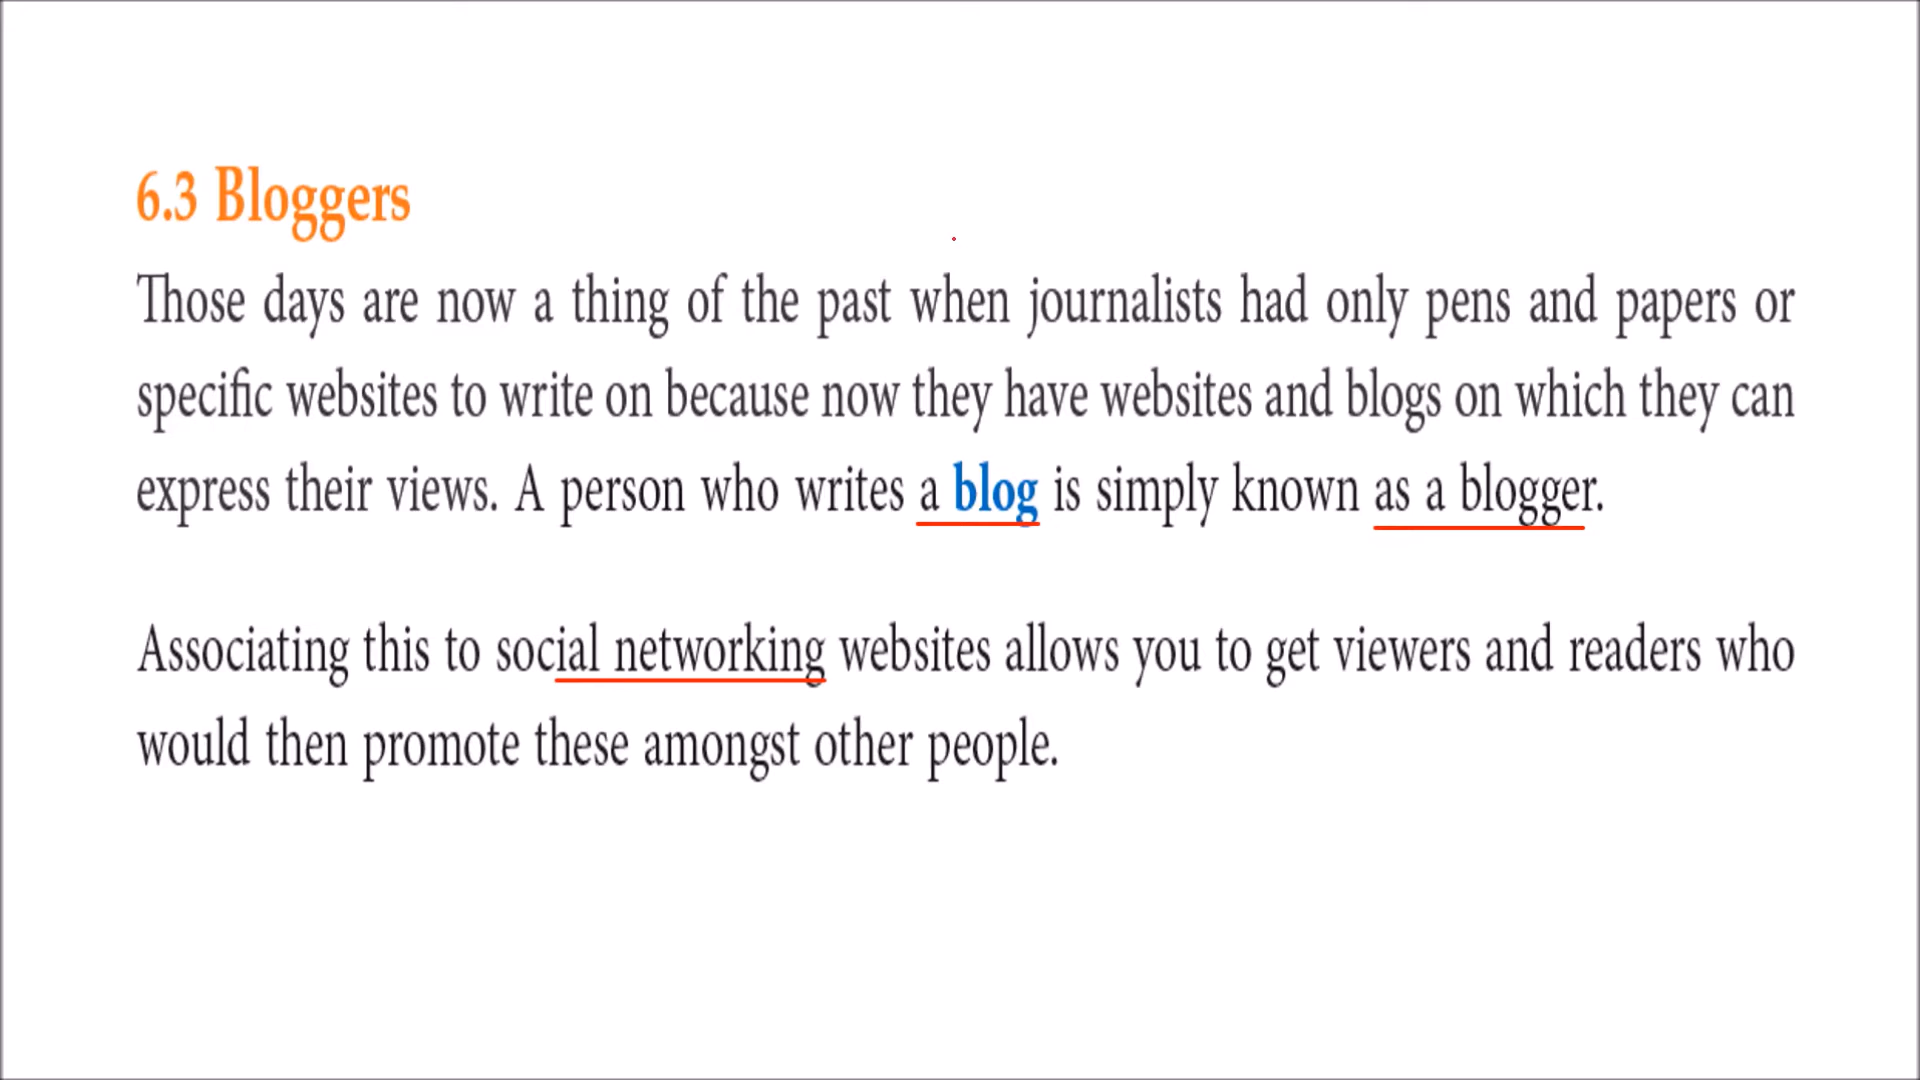 6.3 Bloggers
Those days are now a thing of the past when journalists had only pens and papers or
specific websites to write on because now they have websites and blogs on which they can
express their views. A person who writes a blog is simply known as a blogger.
Associating this to social networking websites allows you to get viewers and readers who
would then promote these amongst other people.